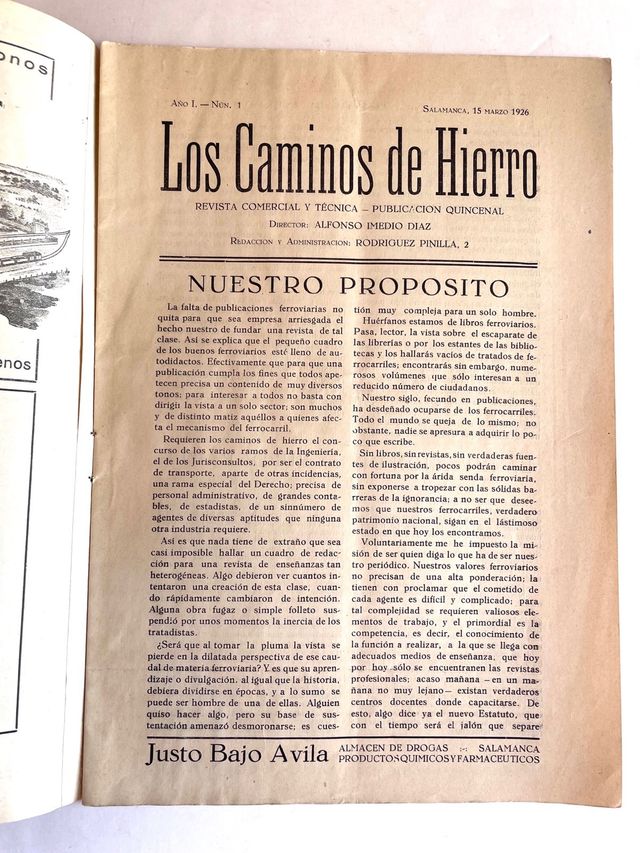 onos
enos
Año I. — Núm. 1
Salamanca, 15 marzo 1926
Los Caminos de Hierro
REVISTA COMERCIAL Y TÉCNICA — PUBLICACION QUINCENAL
Director: ALFONSO IMEDIO DIAZ
Redaccion y Administracion: RODRIGUEZ PINILLA, 2
NUESTRO PROPOSITO
La falta de publicaciones ferroviarias no
quita para que sea empresa arriesgada el
hecho nuestro de fundar una revista de tal
clase. Así se explica que el pequeño cuadro
de los buenos ferroviarios esté lleno de au-
todidactos. Efectivamente que para que una
publicación cumpla los fines que todos ape-
tecen precisa un contenido de muy diversos
tonos; para interesar a todos no basta con
dirigir la vista a un solo sector: son muchos
y de distinto matiz aquéllos a quienes afec-
ta el mecanismo del ferrocarril.
Requieren los caminos de hierro el con-
curso de los varios ramos de la Ingeniería,
el de los Jurisconsultos, por ser el contrato
de transporte, aparte de otras incidencias,
una rama especial del Derecho; precisa de
personal administrativo, de grandes conta-
bles, de estadistas, de un sinnúmero de
agentes de diversas aptitudes que ninguna
otra industria requiere.
Así es que nada tiene de extraño que sea
casi imposible hallar un cuadro de redac-
ción para una revista de enseñanzas tan
heterogéneas. Algo debieron ver cuantos in-
tentaron una creación de esta clase, cuan-
do rápidamente cambiaron de intención.
Alguna obra fugaz o simple folleto sus-
pendió por unos momentos la inercia de los
tratadistas.
¿Será que al tomar la pluma la vista se
pierde en la dilatada perspectiva de ese cau-
dal de materia ferroviaria? Y es que su apren-
dizaje o divulgación. al igual que la historia,
debiera dividirse en épocas, y a lo sumo se
puede ser hombre de una de ellas. Alguien
quiso hacer algo, pero su base de sus-
tentación amenazó desmoronarse; es cues-
tión muy compleja para un solo hombre.
Huérfanos estamos de libros ferroviarios.
Pasa, lector, la vista sobre el escaparate de
las librerías o por los estantes de las biblio-
tecas y los hallarás vacíos de tratados de fe-
rrocarriles; encontrarás sin embargo, nume-
rosos volúmenes que sólo interesan a un
reducido número de ciudadanos.
Nuestro siglo, fecundo en publicaciones,
ha desdeñado ocuparse de los ferrocarriles.
Todo el mundo se queja de lo mismo; no
obstante, nadie se apresura a adquirir lo po-
co que escribe.
Sin libros, sin revistas, sin verdaderas fuen-
tes de ilustración, pocos podrán caminar
con fortuna por la árida senda ferroviaria,
sin exponerse a tropezar con las sólidas ba-
rreras de la ignorancia; a no ser que desee-
mos que nuestros ferrocarriles, verdadero
patrimonio nacional, sigan en el lástimoso
estado en que hoy los encontramos.
Voluntariamente me he impuesto la mi-
sión de ser quien diga lo que ha de ser nues-
tro periódico. Nuestros valores ferroviarios
no precisan de una alta ponderación; la
tienen con proclamar que el cometido de
cada agente es difícil y complicado; para
tal complejidad se requieren valiosos ele-
mentos de trabajo, y el primordial es la
competencia, es decir, el conocimiento de
la función a realizar, a la que se llega con
adecuados medios de enseñanza, que hoy
por hoy sólo se encuentren las revistas
profesionales; acaso mañana — en un ma-
ñana no muy lejano — existan verdaderos
centros docentes donde capacitarse. De
esto, algo dice ya el nuevo Estatuto, que
con el tiempo será el jalón que separe
Justo Bajo Avila
ALMACEN DE DROGAS :-: SALAMANCA
PRODUCTOS QUIMICOS Y FARMACEUTICOS